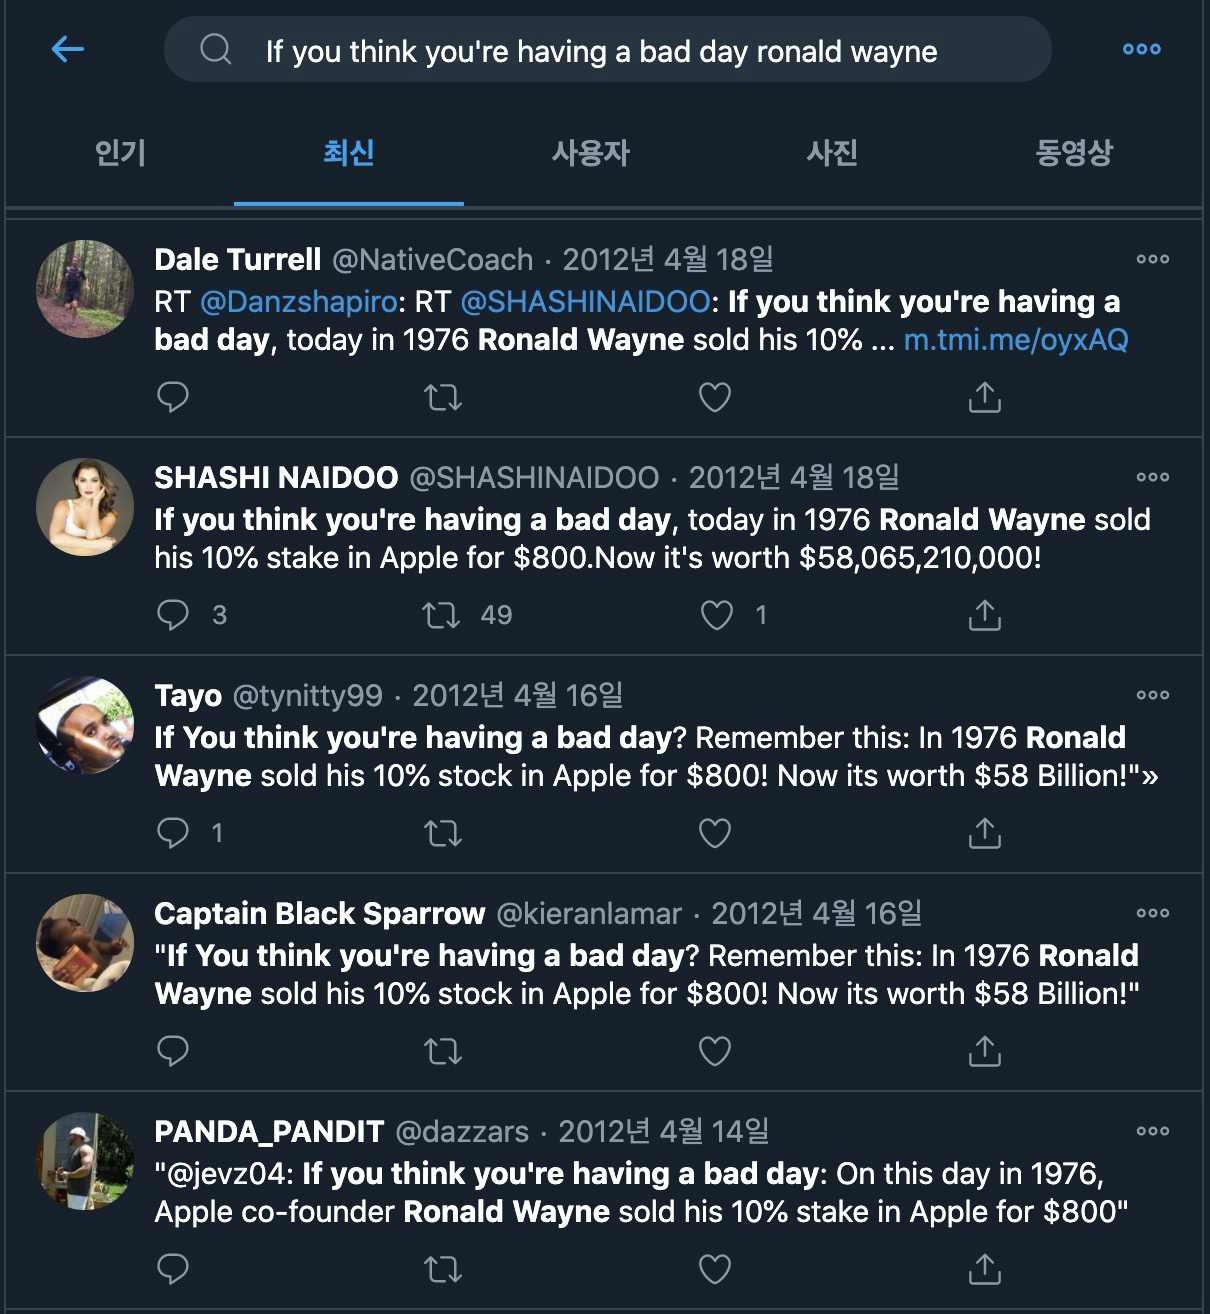 If you think you're having a bad day ronald wayne
인기 최신 사용자 사진 동영상
Dale Turrell @NativeCoach · 2012년 4월 18일
RT @Danzshapiro: RT @SHASHINAIDOO: If you think you're having a
bad day, today in 1976 Ronald Wayne sold his 10% ... m.tmi.me/oyxAQ
SHASHI NAIDOO @SHASHINAIDOO · 2012년 4월 18일
If you think you're having a bad day, today in 1976 Ronald Wayne sold
his 10% stake in Apple for $800.Now it's worth $58,065,210,000!
3 49 1
Tayo @tynitty99 · 2012년 4월 16일
If You think you're having a bad day? Remember this: In 1976 Ronald
Wayne sold his 10% stock in Apple for $800! Now its worth $58 Billion!"»
1
Captain Black Sparrow @kieranlamar · 2012년 4월 16일
"If You think you're having a bad day? Remember this: In 1976 Ronald
Wayne sold his 10% stock in Apple for $800! Now its worth $58 Billion!"
PANDA_PANDIT @dazzars · 2012년 4월 14일
"@jevz04: If you think you're having a bad day: On this day in 1976,
Apple co-founder Ronald Wayne sold his 10% stake in Apple for $800"